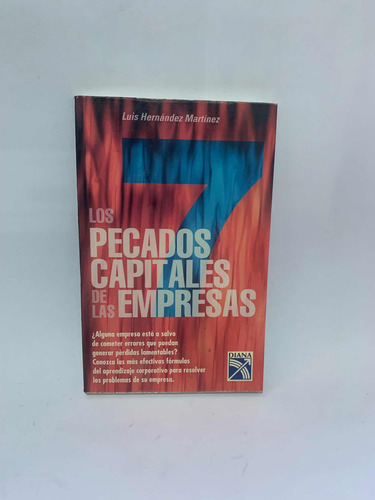 Luis Hernández Martínez
7
LOS
PECADOS
CAPITALES
DE LAS EMPRESAS
¿Alguna empresa está a salvo
de cometer errores que puedan
generar pérdidas lamentables?
Conozca las más efectivas fórmulas
del aprendizaje corporativo para resolver
los problemas de su empresa.
DIANA